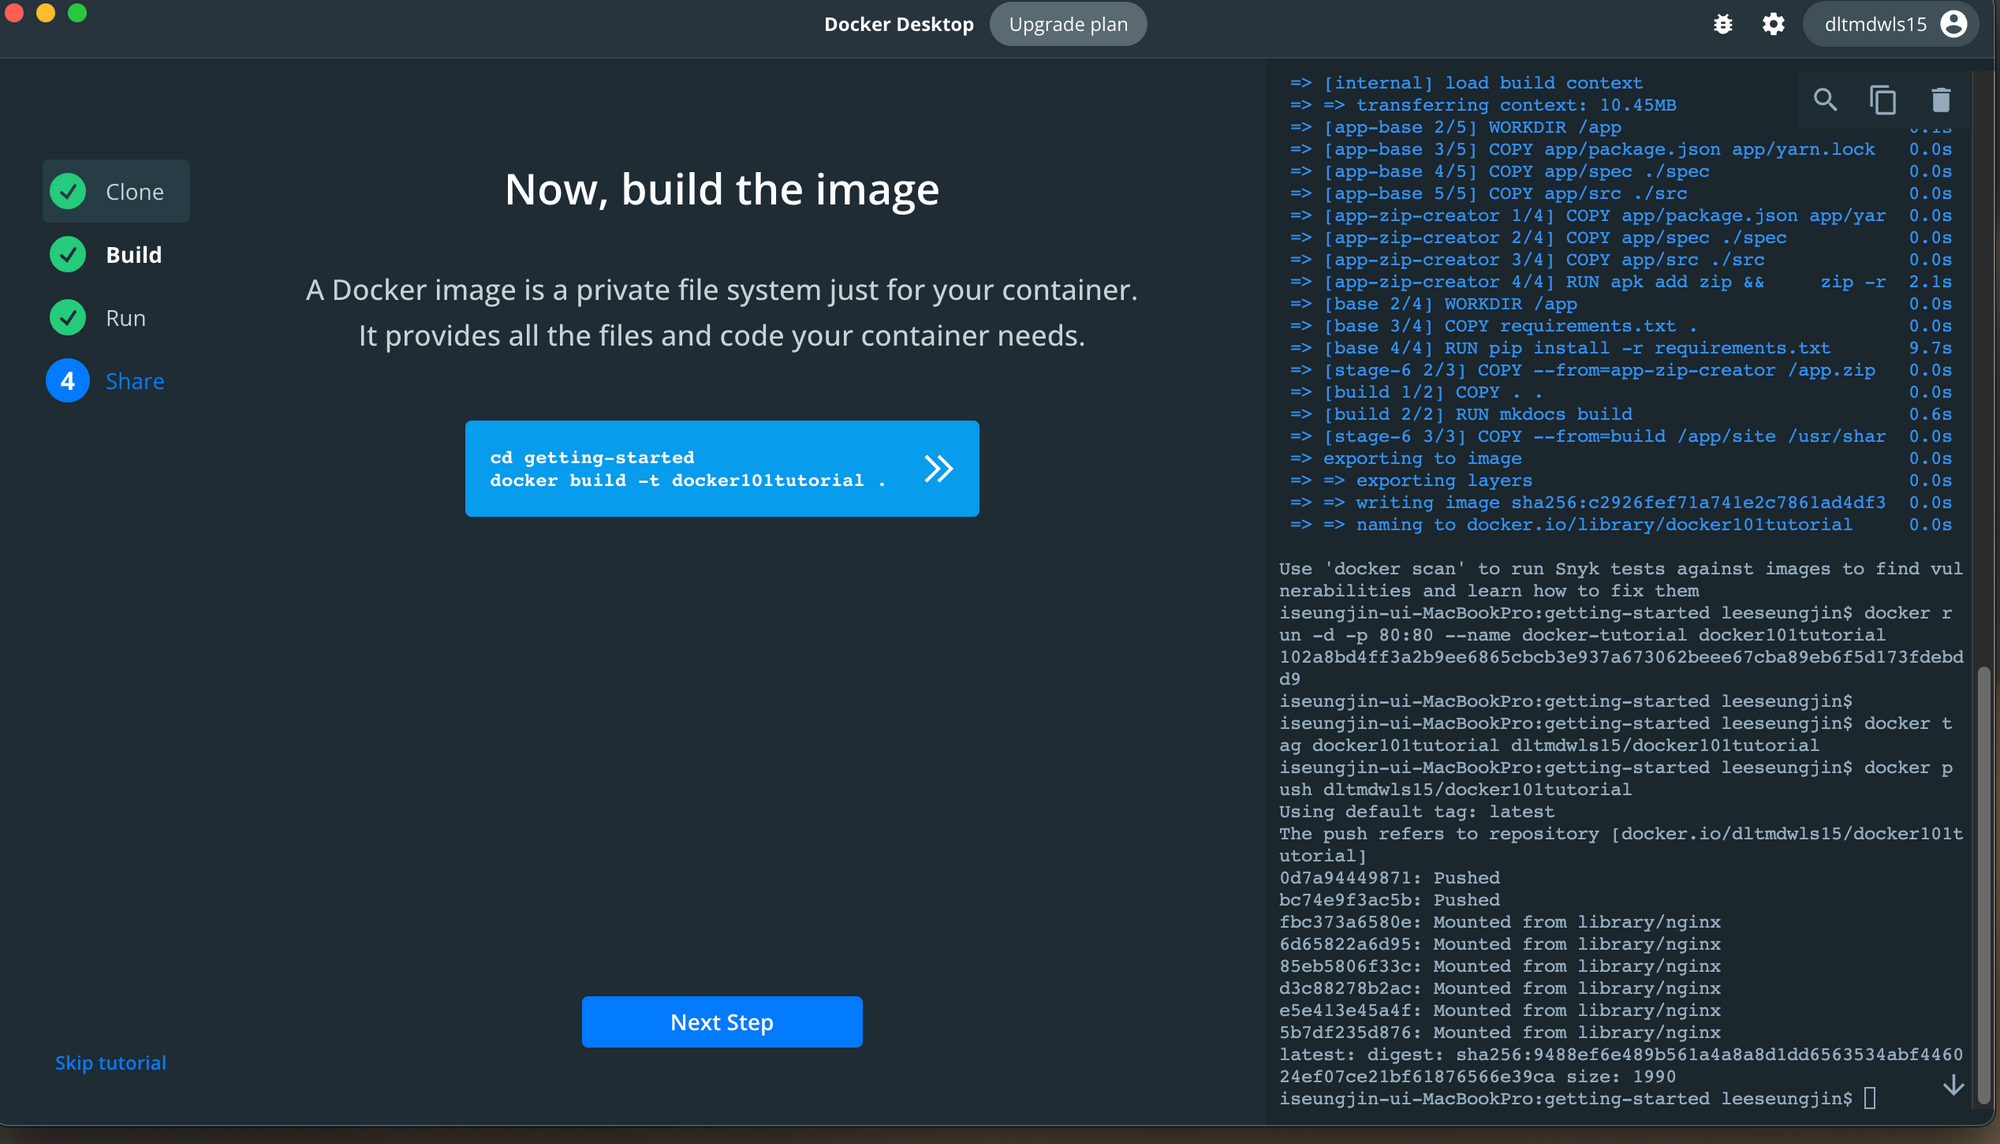 Docker Desktop
Upgrade plan
dltmdwls15
Clone
Build
Run
4 Share
Skip tutorial
Now, build the image
A Docker image is a private file system just for your container.
It provides all the files and code your container needs.
cd getting-started
docker build -t docker101tutorial .
Next Step
=> [internal] load build context
=> => transferring context: 10.45MB
=> [app-base 2/5] WORKDIR /app 0.1s
=> [app-base 3/5] COPY app/package.json app/yarn.lock 0.0s
=> [app-base 4/5] COPY app/spec ./spec 0.0s
=> [app-base 5/5] COPY app/src ./src 0.0s
=> [app-zip-creator 1/4] COPY app/package.json app/yar 0.0s
=> [app-zip-creator 2/4] COPY app/spec ./spec 0.0s
=> [app-zip-creator 3/4] COPY app/src ./src 0.0s
=> [app-zip-creator 4/4] RUN apk add zip &&     zip -r 2.1s
=> [base 2/4] WORKDIR /app 0.0s
=> [base 3/4] COPY requirements.txt . 0.0s
=> [base 4/4] RUN pip install -r requirements.txt 9.7s
=> [stage-6 2/3] COPY --from=app-zip-creator /app.zip 0.0s
=> [build 1/2] COPY . . 0.0s
=> [build 2/2] RUN mkdocs build 0.6s
=> [stage-6 3/3] COPY --from=build /app/site /usr/shar 0.0s
=> exporting to image 0.0s
=> => exporting layers 0.0s
=> => writing image sha256:c2926fef71a741e2c7861ad4df3 0.0s
=> => naming to docker.io/library/docker101tutorial 0.0s
Use 'docker scan' to run Snyk tests against images to find vul
nerabilities and learn how to fix them
iseungjin-ui-MacBookPro:getting-started leeseungjin$ docker r
un -d -p 80:80 --name docker-tutorial docker101tutorial
102a8bd4ff3a2b9ee6865cbcb3e937a673062beee67cba89eb6f5d173fdebd
d9
iseungjin-ui-MacBookPro:getting-started leeseungjin$
iseungjin-ui-MacBookPro:getting-started leeseungjin$ docker t
ag docker101tutorial dltmdwls15/docker101tutorial
iseungjin-ui-MacBookPro:getting-started leeseungjin$ docker p
ush dltmdwls15/docker101tutorial
Using default tag: latest
The push refers to repository [docker.io/dltmdwls15/docker101t
utorial]
0d7a94449871: Pushed
bc74e9f3ac5b: Pushed
fbc373a6580e: Mounted from library/nginx
6d65822a6d95: Mounted from library/nginx
85eb5806f33c: Mounted from library/nginx
d3c88278b2ac: Mounted from library/nginx
e5e413e45a4f: Mounted from library/nginx
5b7df235d876: Mounted from library/nginx
latest: digest: sha256:9488ef6e489b561a4a8a8d1dd6563534abf4460
24ef07ce21bf61876566e39ca size: 1990
iseungjin-ui-MacBookPro:getting-started leeseungjin$